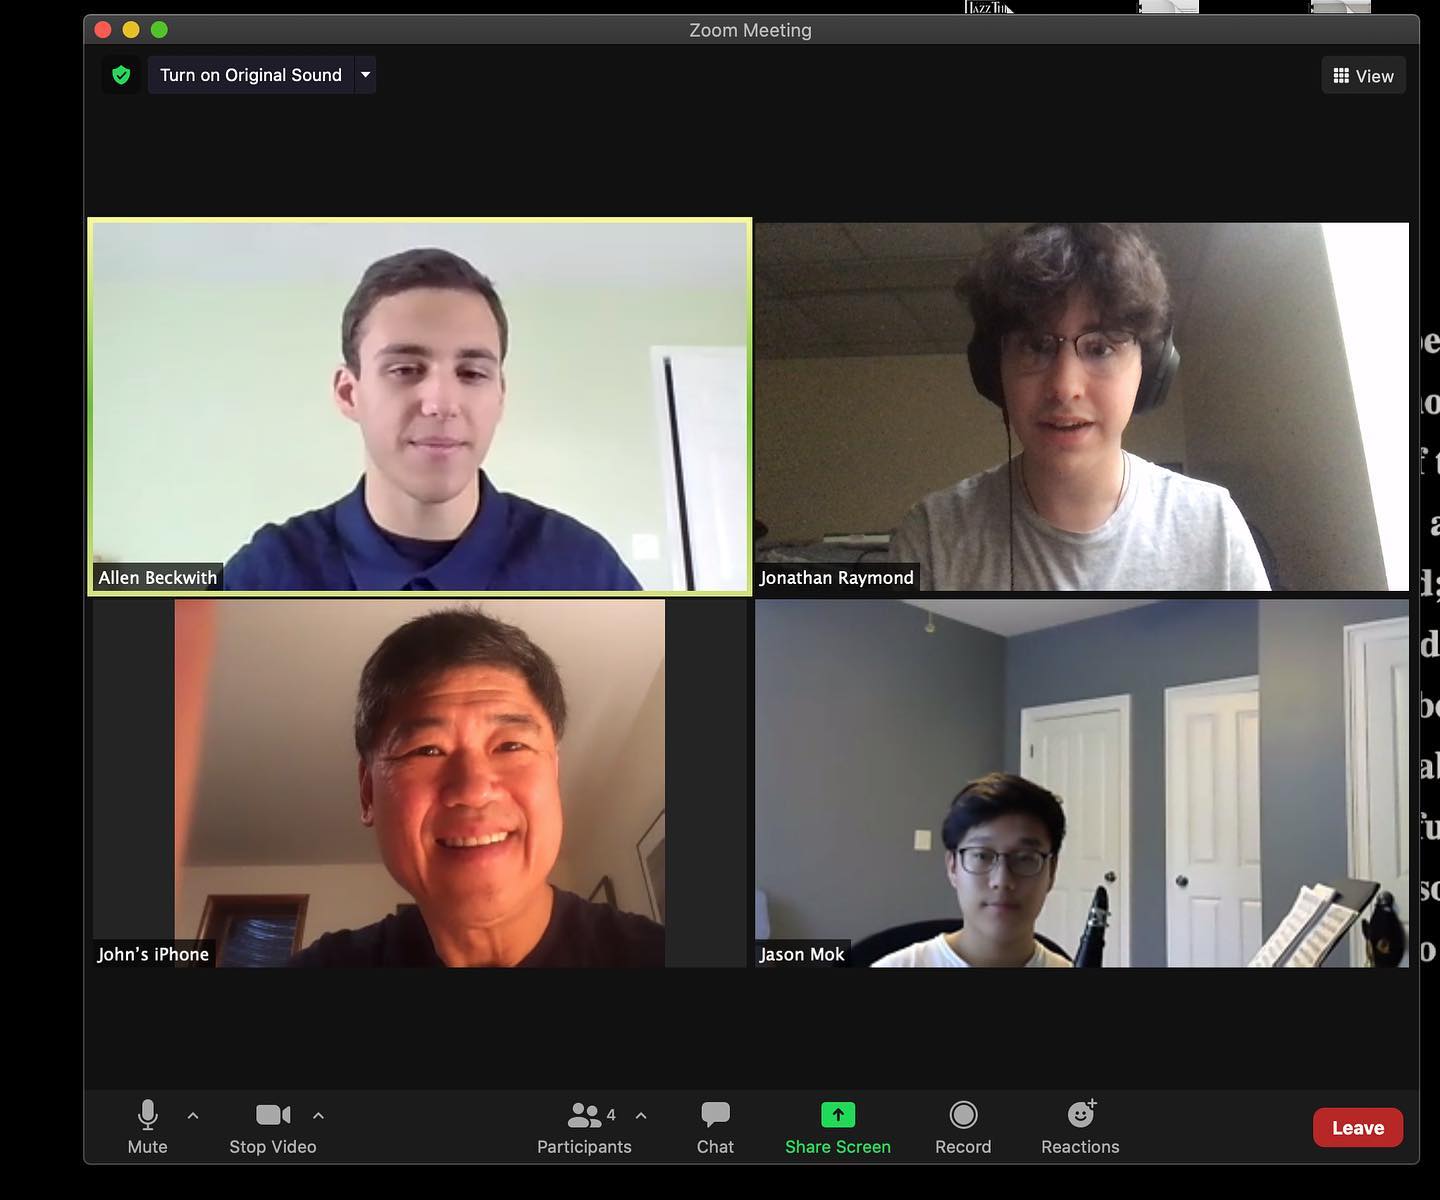 Zoom Meeting
Turn on Original Sound
View
Allen Beckwith
Jonathan Raymond
John's iPhone
Jason Mok
Mute
Stop Video
4
Participants
Chat
Share Screen
Record
Reactions
Leave